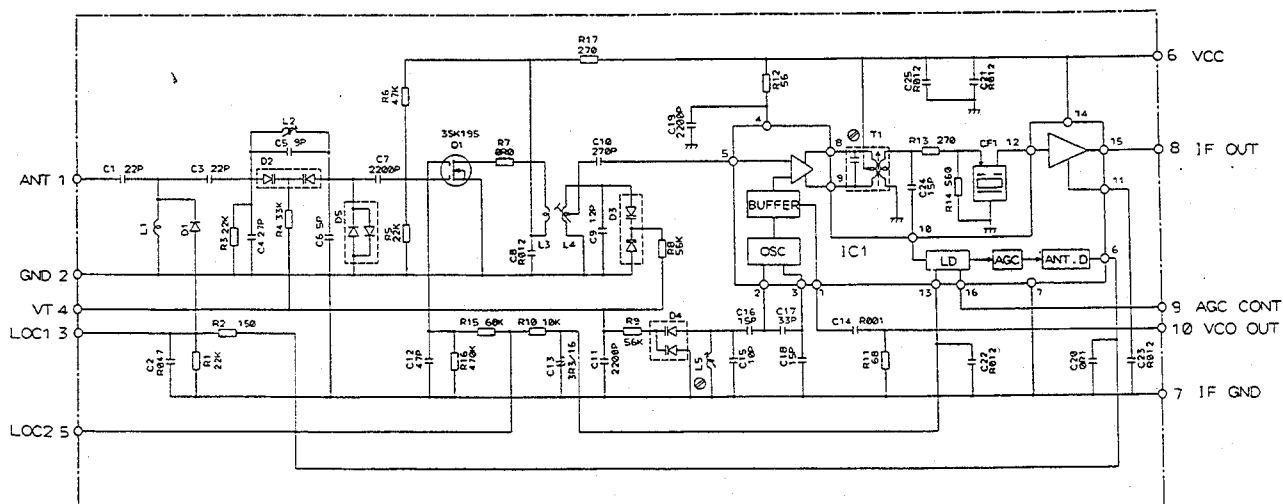 R17
270
6 VCC
R12
56
C25
R012
C21
R012
R6
47K
L2
C5 9P
C19
2200P
4
14
3SK195
Q1
R7
0R0
C10
270P
5
8
T1
R13 270
CF1
12
15
8 IF OUT
C1 22P
C3 22P
D2
C7
2200P
ANT 1
9
C24
15P
R14 560
11
BUFFER
L1
D1
R3 22K
C4 27P
R4 33K
C6 5P
D5
R5
22K
C8
R012
L3
L4
C9 12P
D3
R8
56K
OSC
IC1
10
LD
AGC
ANT.D
6
GND 2
2
3
1
13
16
7
VT 4
9 AGC CONT
LOC1 3
R2 150
R15 68K
R10 10K
R9
56K
D4
C16
15P
C17
33P
C14 R001
10 VCO OUT
C2
R047
R1
22K
C12
47P
R16
470K
C13
3R3/16
C11
2200P
L5
C15
10P
C18
15P
R11
68
C22
R012
C20
0R1
C23
R012
7 IF GND
LOC2 5